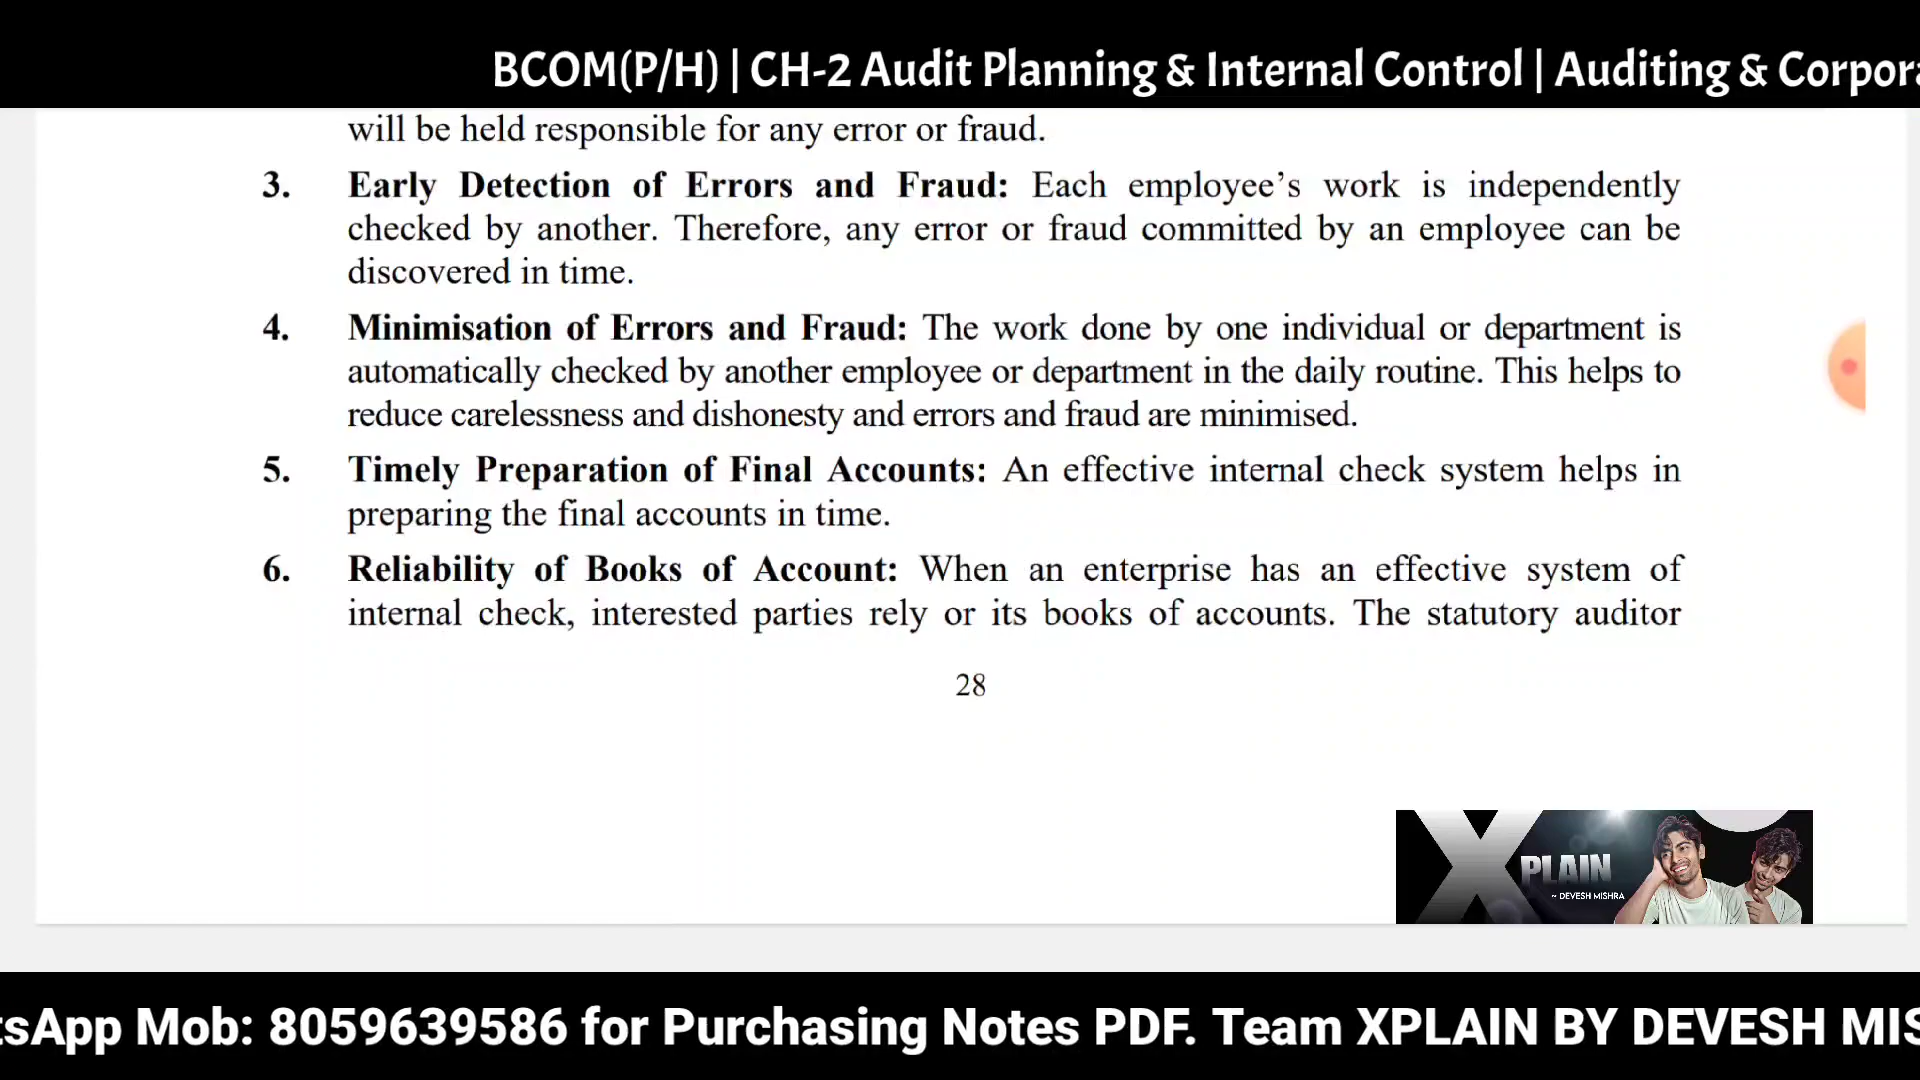 BCOM(P/H) | CH-2 Audit Planning & Internal Control | Auditing & Corpora
will be held responsible for any error or fraud.
3. Early Detection of Errors and Fraud: Each employee’s work is independently
checked by another. Therefore, any error or fraud committed by an employee can be
discovered in time.
4. Minimisation of Errors and Fraud: The work done by one individual or department is
automatically checked by another employee or department in the daily routine. This helps to
reduce carelessness and dishonesty and errors and fraud are minimised.
5. Timely Preparation of Final Accounts: An effective internal check system helps in
preparing the final accounts in time.
6. Reliability of Books of Account: When an enterprise has an effective system of
internal check, interested parties rely or its books of accounts. The statutory auditor
28
XPLAIN
~ DEVESH MISHRA
tsApp Mob: 8059639586 for Purchasing Notes PDF. Team XPLAIN BY DEVESH MIS